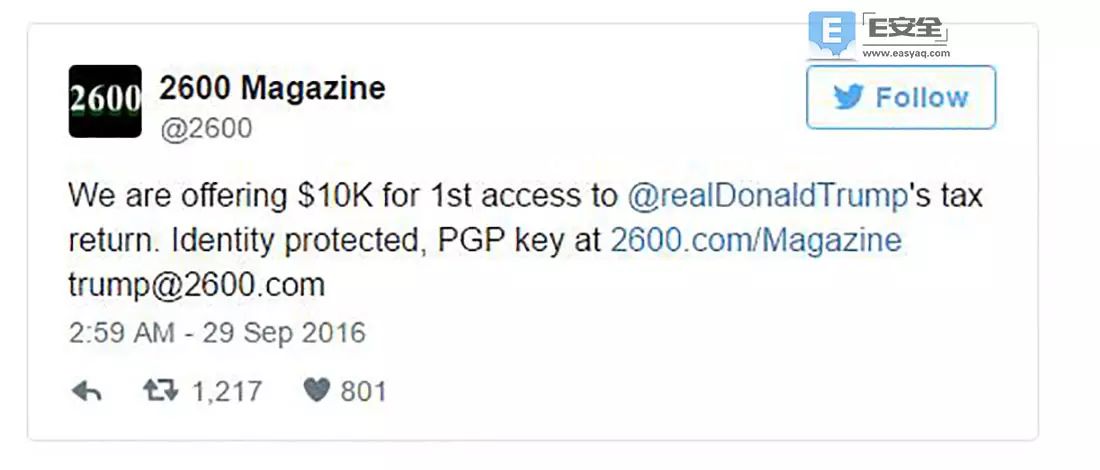 E安全
www.easyaq.com
2600
2600 Magazine
@2600
Follow
We are offering $10K for 1st access to @realDonaldTrump's tax
return. Identity protected, PGP key at 2600.com/Magazine
trump@2600.com
2:59 AM - 29 Sep 2016
1,217 801